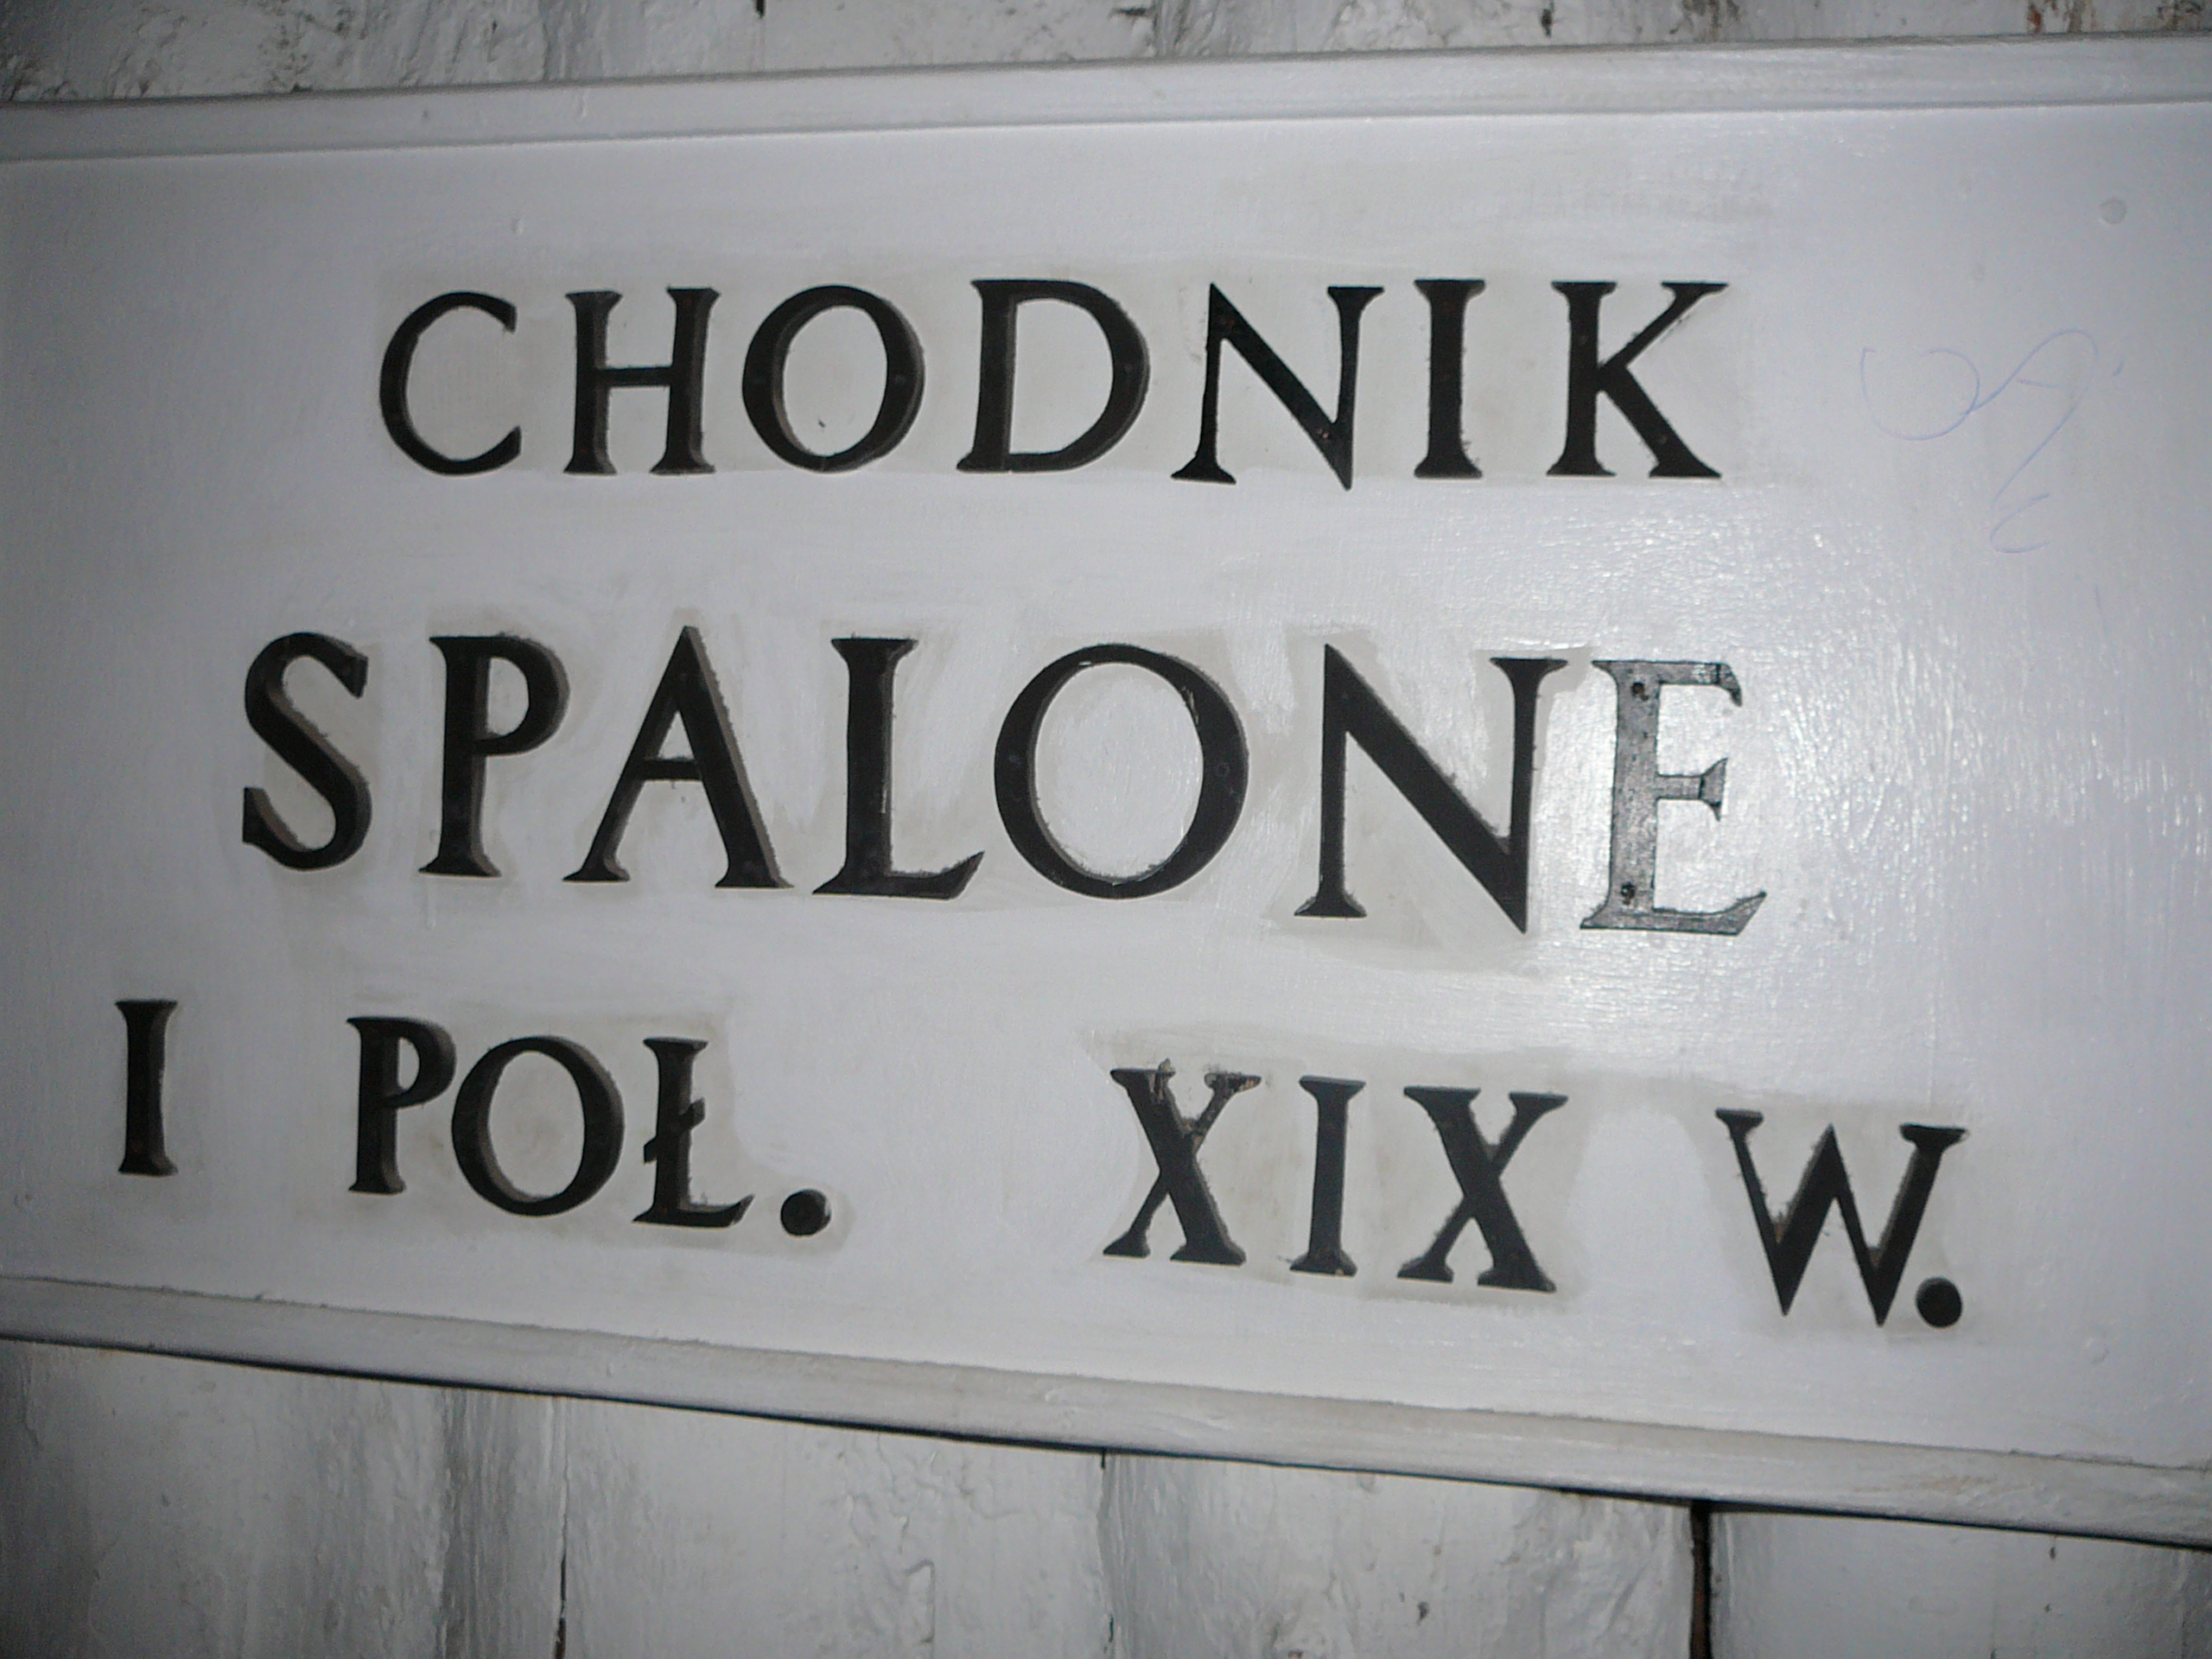 CHODNIK
SPALONE
I POŁ. XIX W.